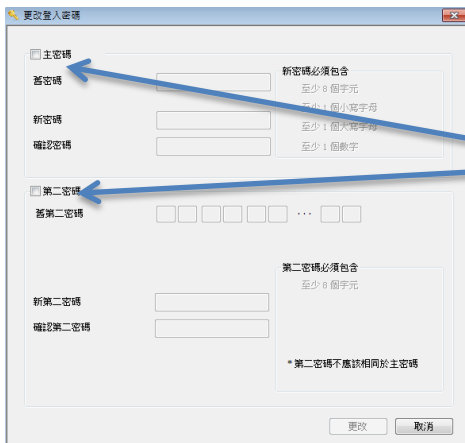 更改登入密碼
主密碼
新密碼必須包含
舊密碼
至少 8 個字元
至少 1 個小寫字母
新密碼
至少 1 個大寫字母
確認密碼
至少 1 個數字
第二密碼
舊第二密碼
...
第二密碼必須包含
至少 8 個字元
新第二密碼
確認第二密碼
*第二密碼不應該相同於主密碼
更改
取消